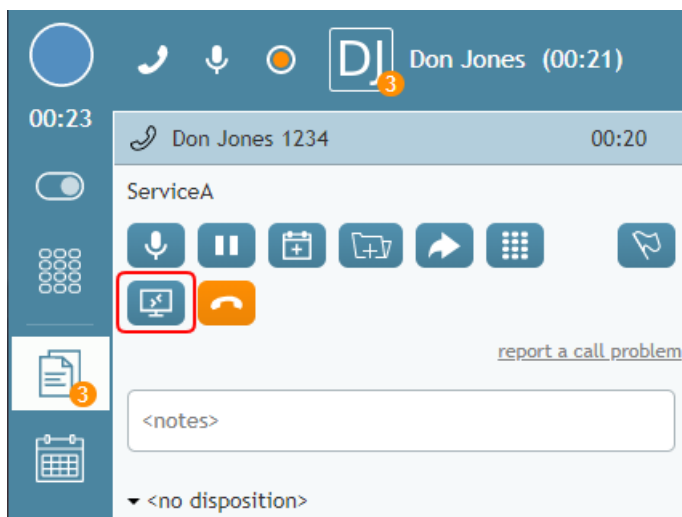 DJ
3
Don Jones (00:21)
00:23
Don Jones 1234 00:20
ServiceA
report a call problem
3
<notes>
<no disposition>